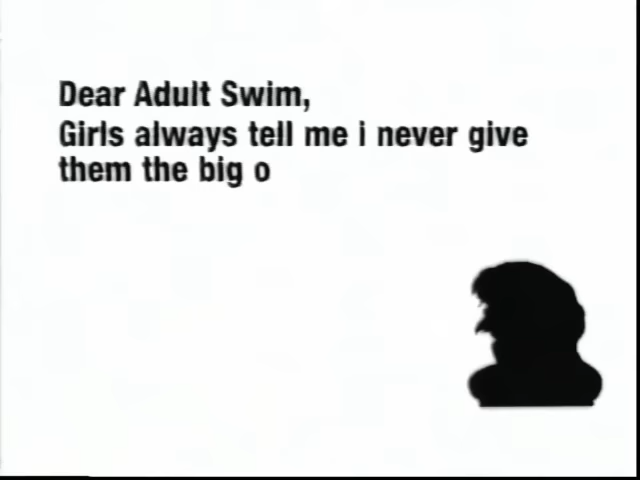 Dear Adult Swim,
Girls always tell me i never give
them the big o